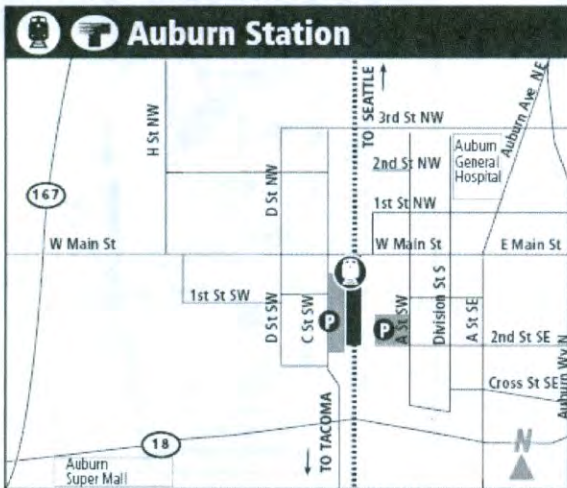 Auburn Station
TO SEATTLE
Auburn Ave NE
H St NW
3rd St NW
Auburn
General
Hospital
2nd St NW
D St NW
167
1st St NW
W Main St
W Main St
E Main St
1st St SW
D St SW
C St SW
P
P
A St SW
Division St S
A St SE
2nd St SE
Auburn Wy N
Cross St SE
TO TACOMA
18
N
Auburn
Super Mall